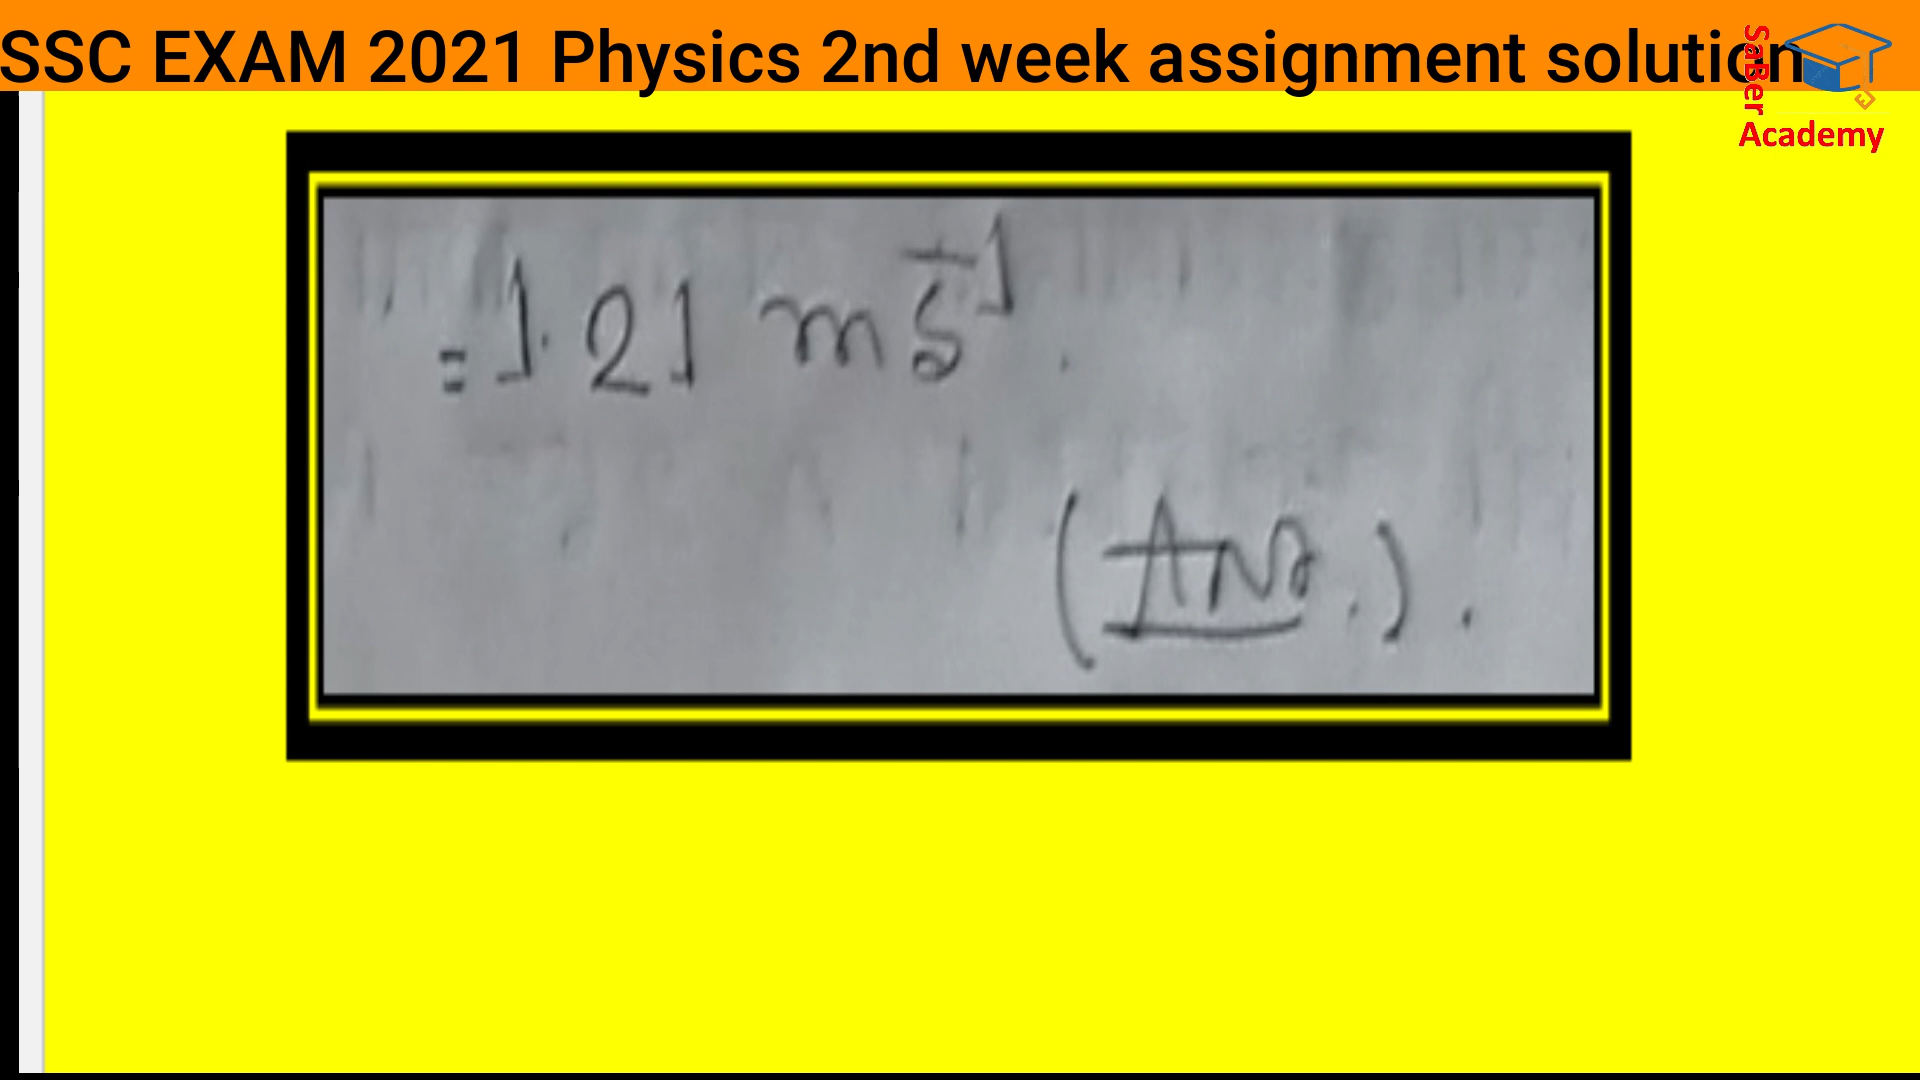 SSC EXAM 2021 Physics 2nd week assignment solution
SaBer
Academy
= 1.21 ms⁻¹.
(Ans.).